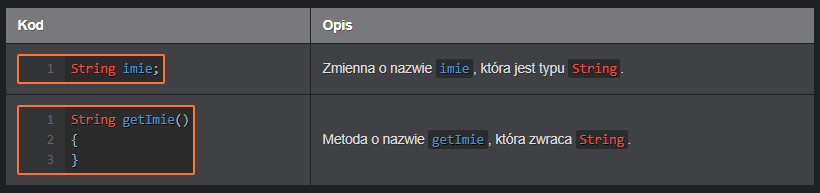 Kod Opis
1 String imie; Zmienna o nazwie imie, która jest typu String.
1 String getImie()
2 { Metoda o nazwie getImie, która zwraca String.
3 }